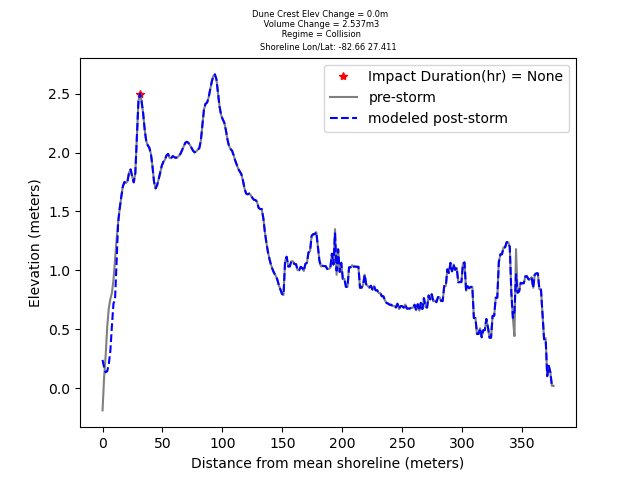 Dune Crest Elev Change = 0.0m
Volume Change = 2.537m3
Regime = Collision
Shoreline Lon/Lat: -82.66 27.411
Impact Duration(hr) = None
pre-storm
modeled post-storm
Elevation (meters)
2.5
2.0
1.5
1.0
0.5
0.0
0 50 100 150 200 250 300 350
Distance from mean shoreline (meters)